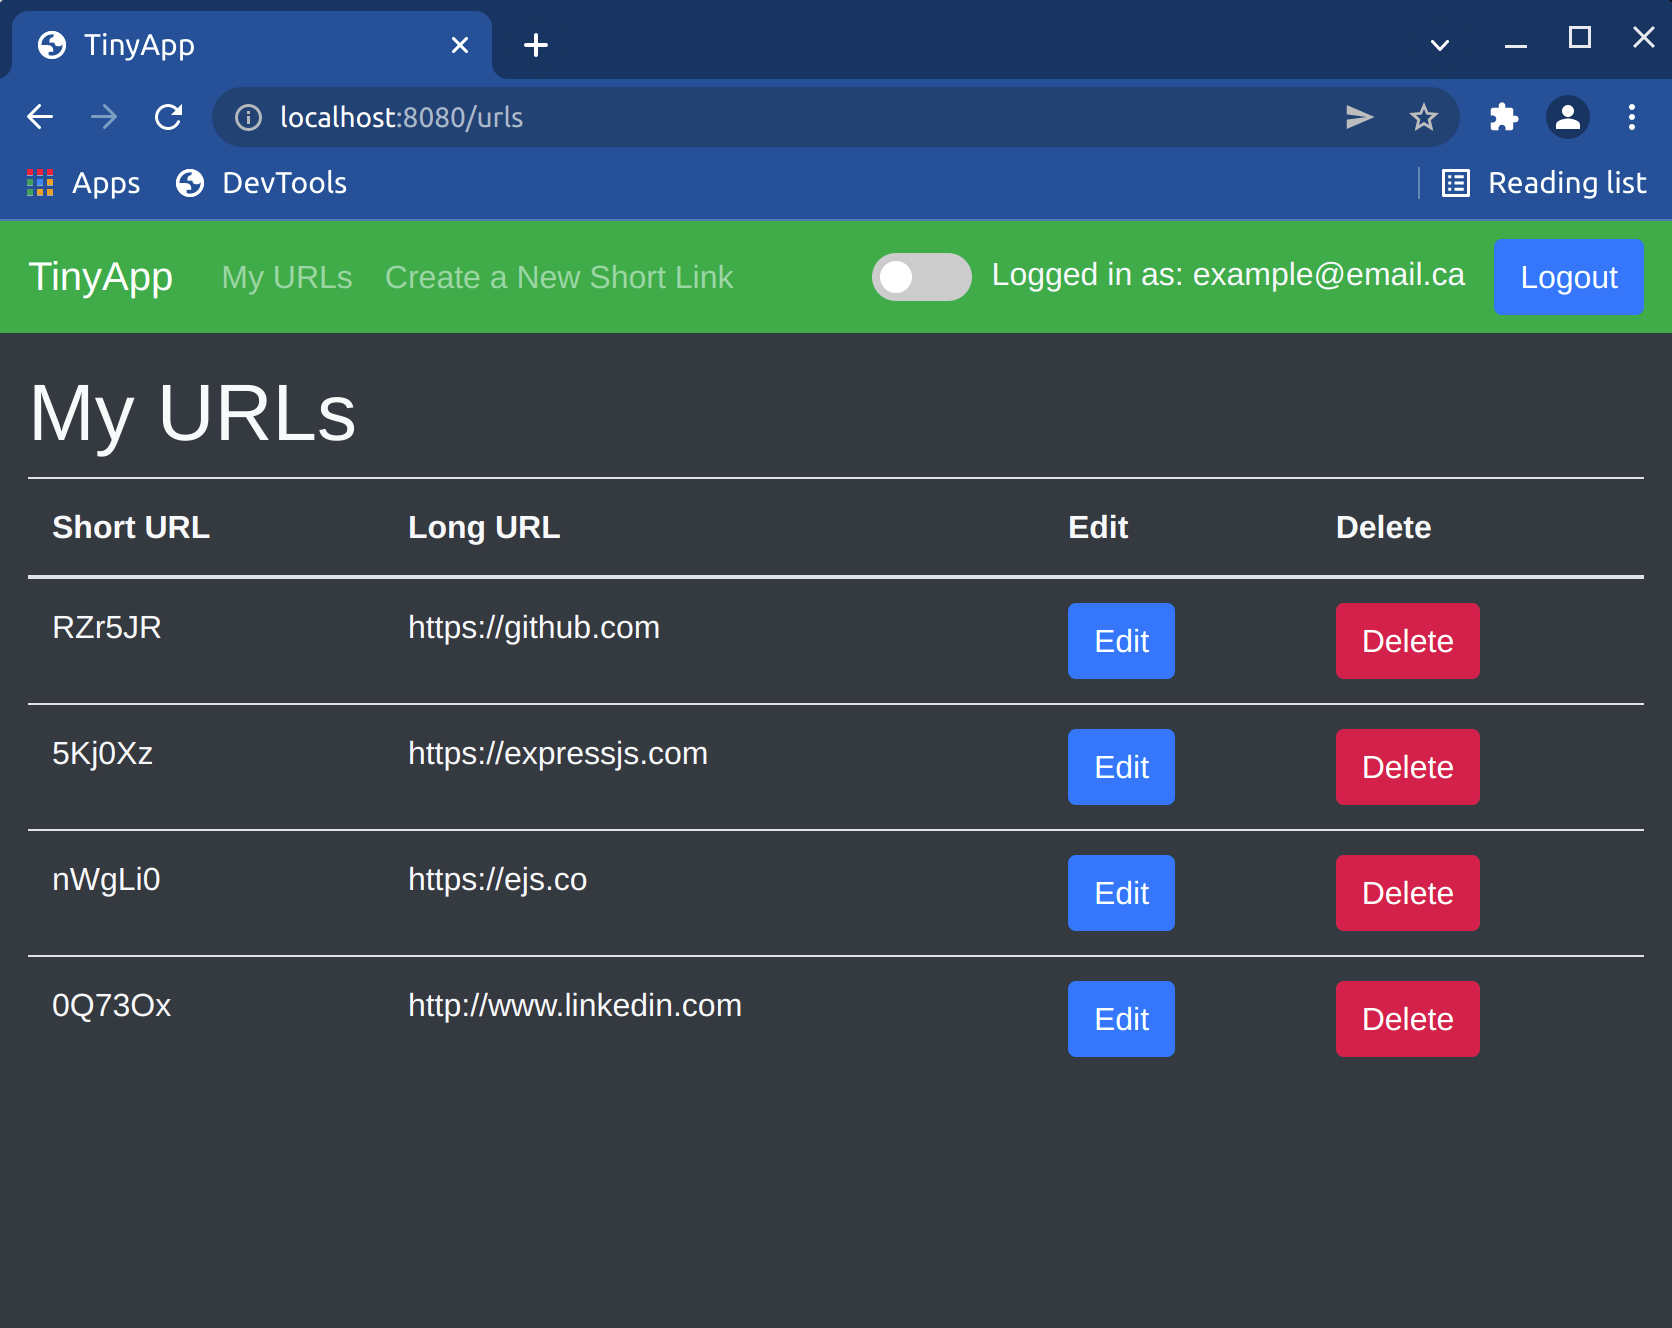 TinyApp
localhost:8080/urls
Apps DevTools Reading list
TinyApp My URLs Create a New Short Link Logged in as: example@email.ca Logout
My URLs
Short URL Long URL Edit Delete
RZr5JR https://github.com Edit Delete
5Kj0Xz https://expressjs.com Edit Delete
nWgLi0 https://ejs.co Edit Delete
0Q73Ox http://www.linkedin.com Edit Delete